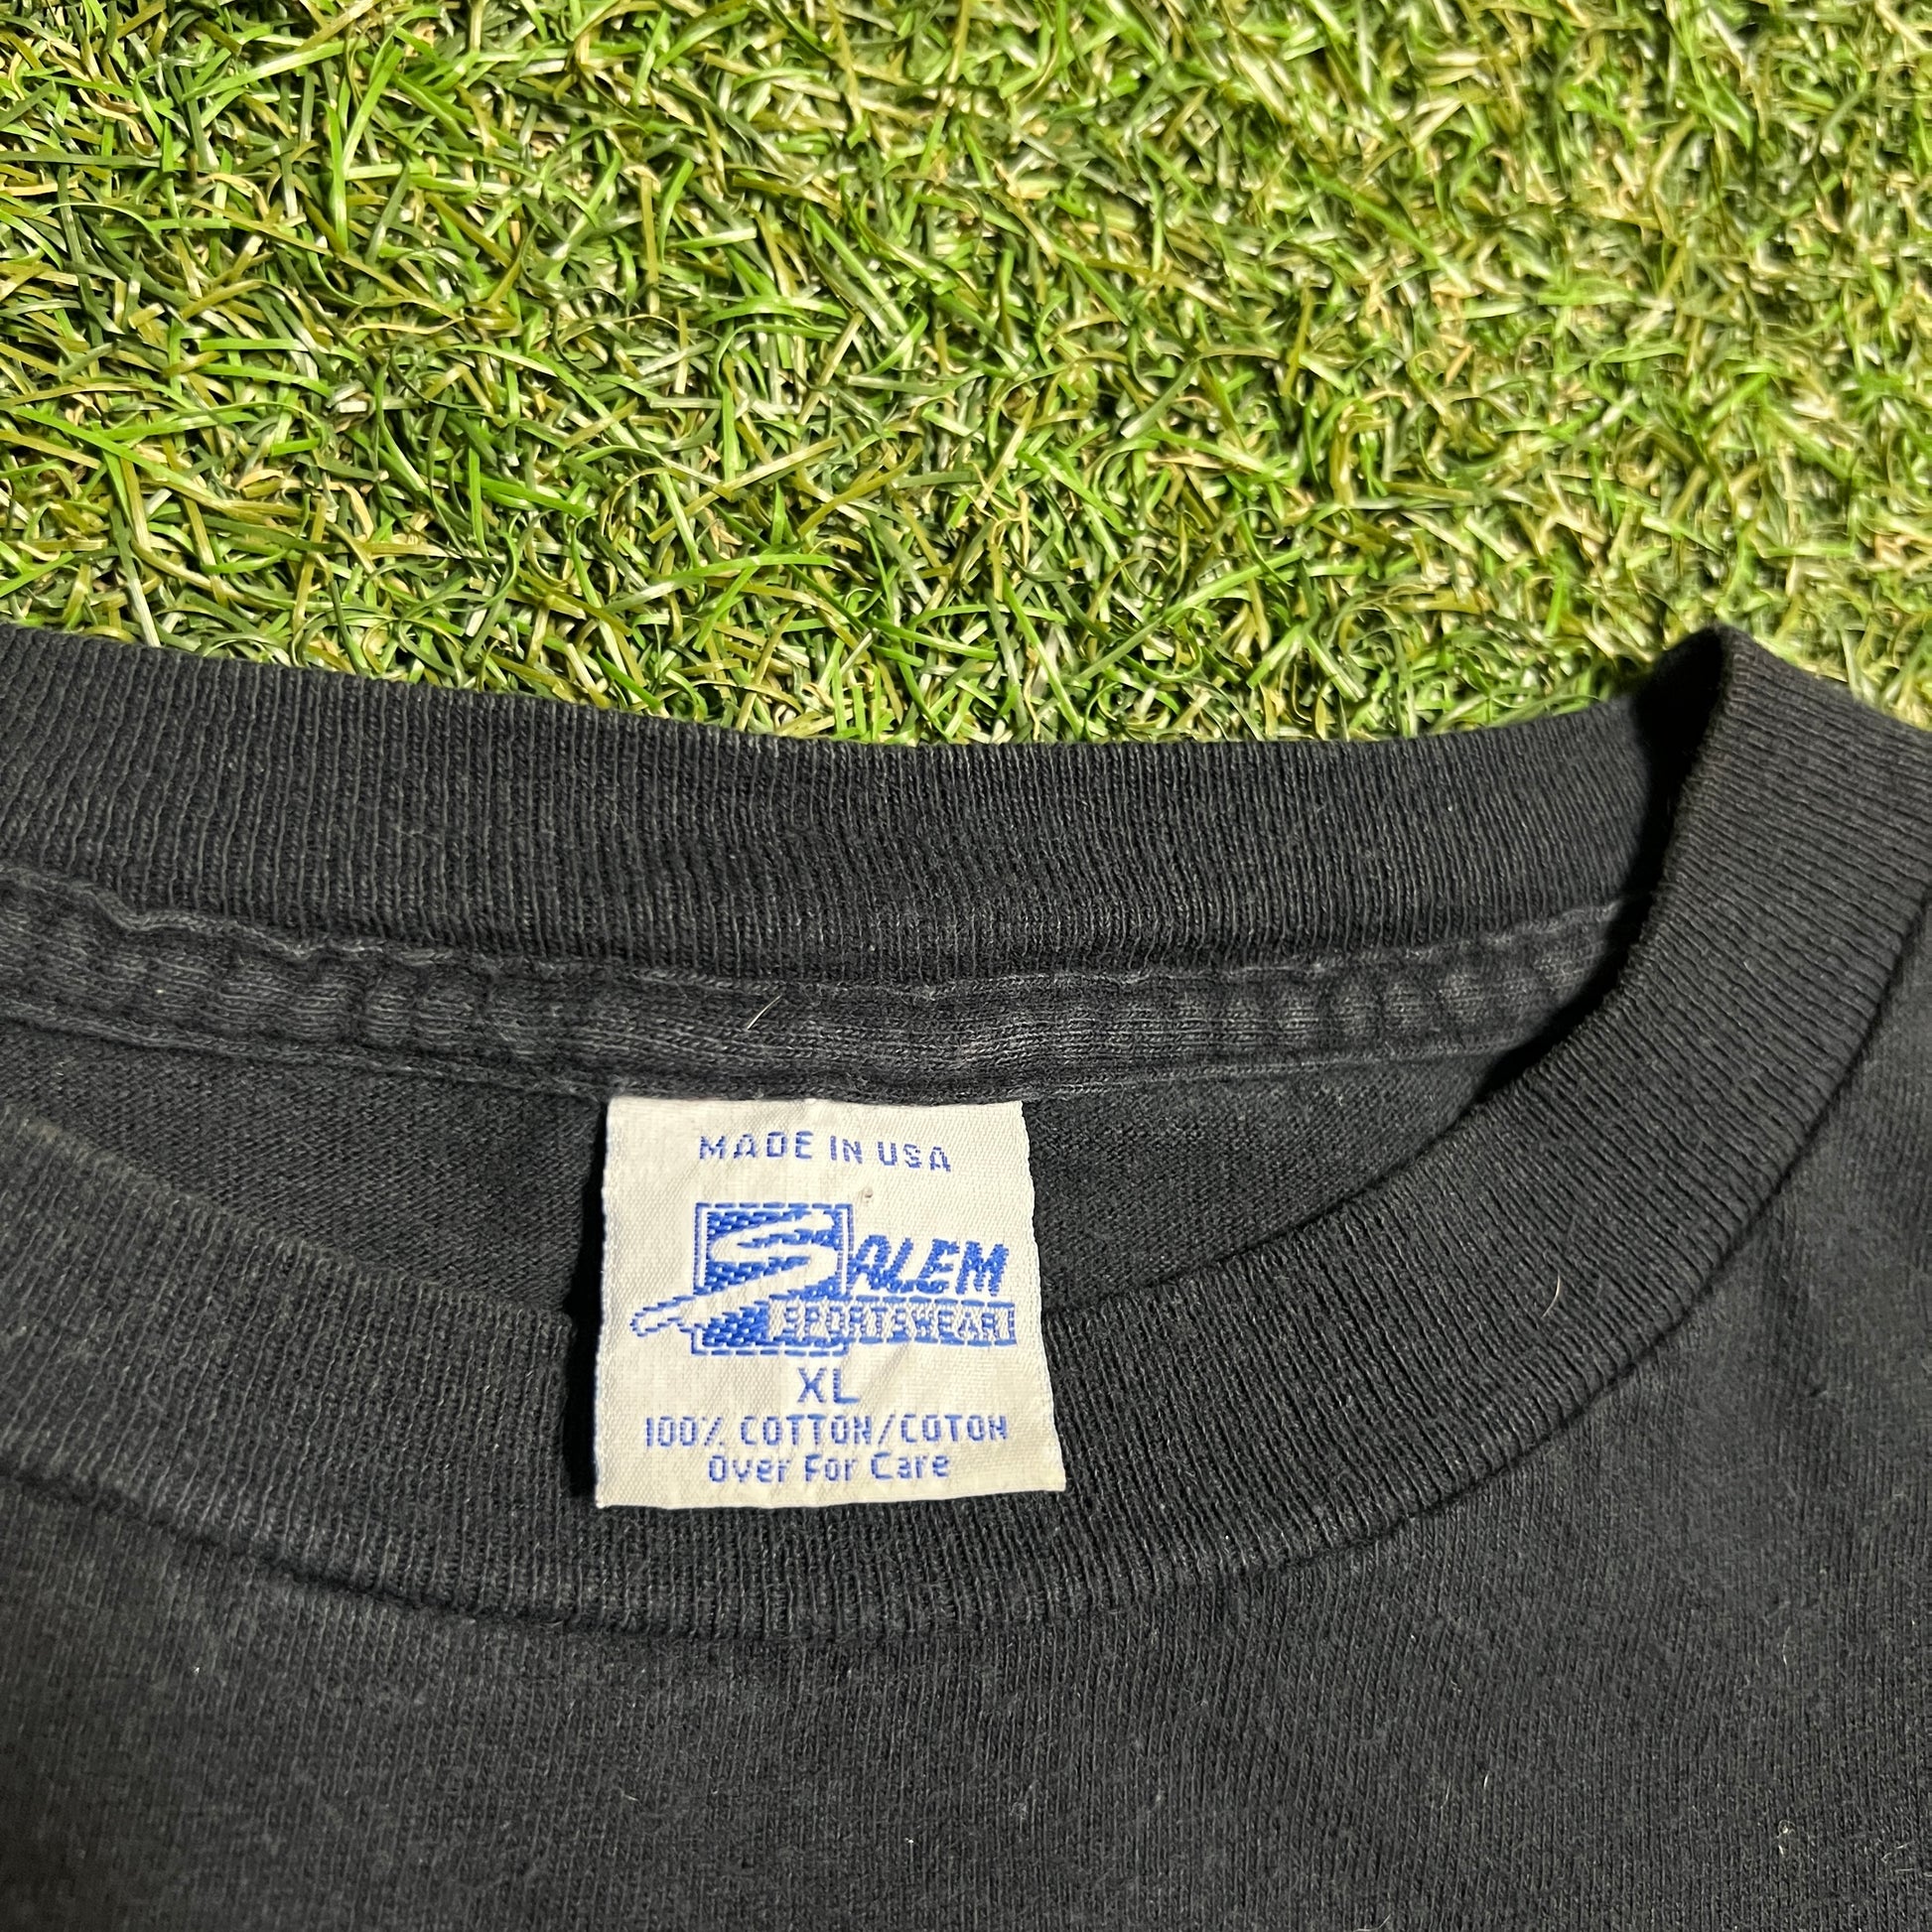 MADE IN USA
SALEM
SPORTSWEAR
XL
100% COTTON/COTON
Over For Care